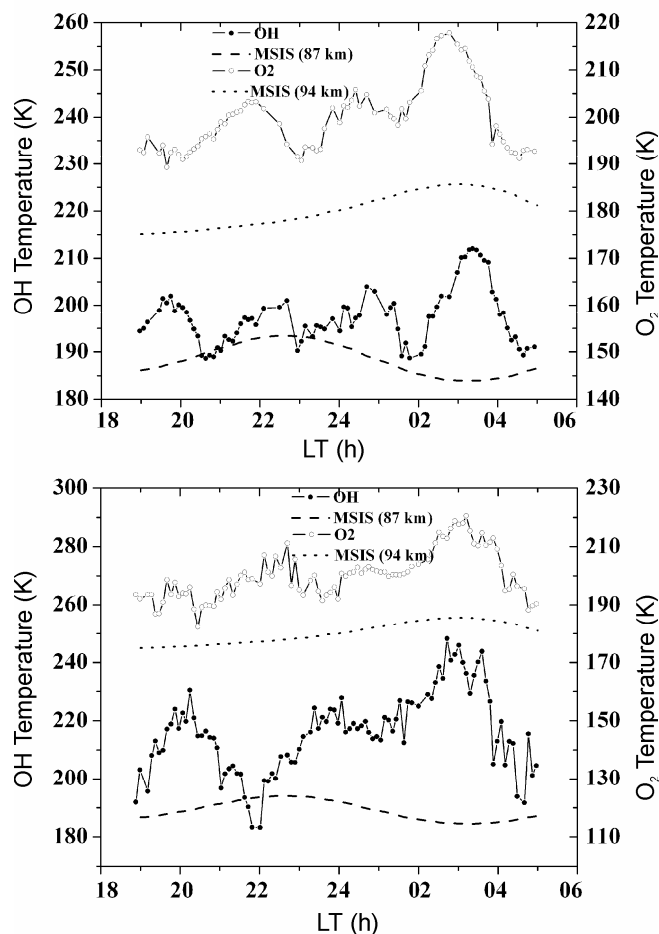 OH
MSIS (87 km)
O2
MSIS (94 km)
OH Temperature (K)
260
250
240
230
220
210
200
190
180
220
210
200
190
180
170
160
150
140
O₂ Temperature (K)
18 20 22 24 02 04 06
LT (h)
OH
MSIS (87 km)
O2
MSIS (94 km)
OH Temperature (K)
300
280
260
240
220
200
180
230
210
190
170
150
130
110
O₂ Temperature (K)
18 20 22 24 02 04 06
LT (h)